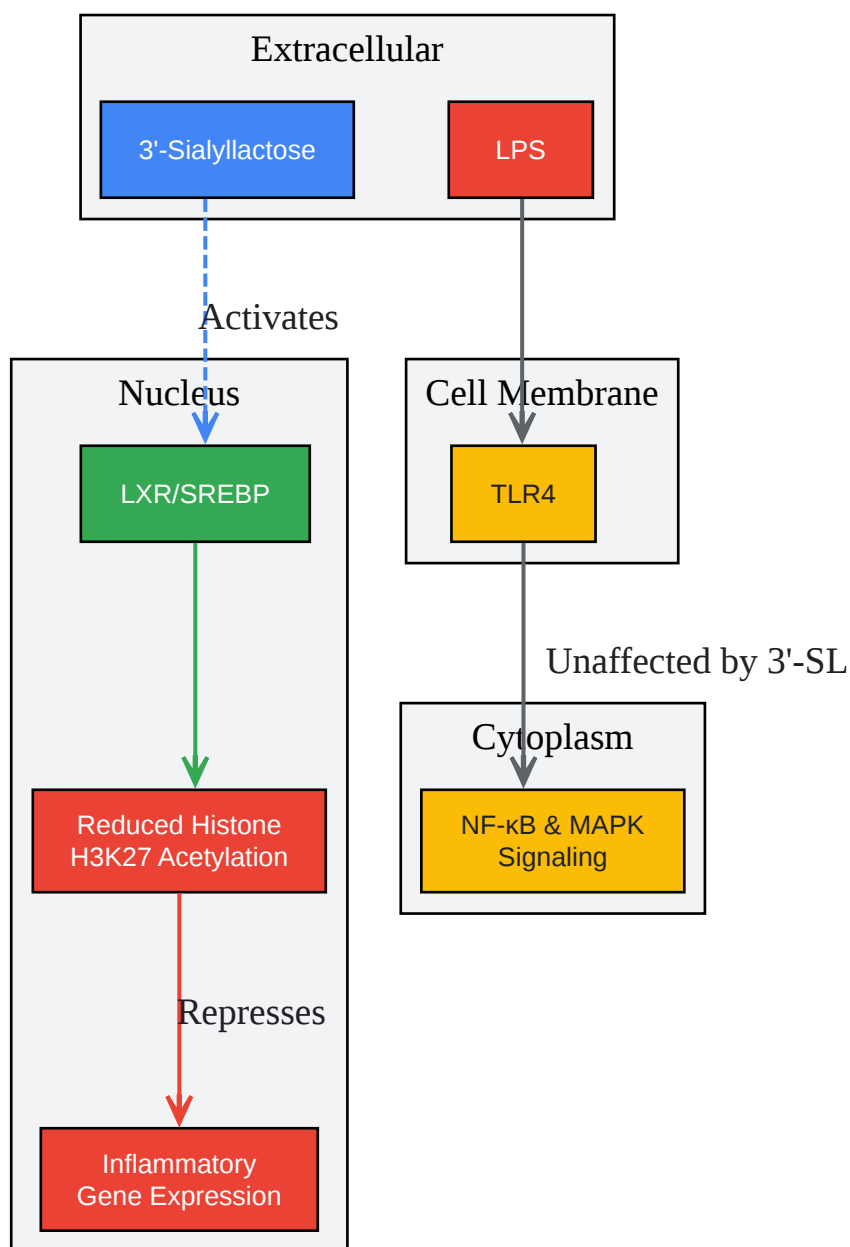 Extracellular
3'-Sialyllactose
LPS
Activates
Nucleus
Cell Membrane
LXR/SREBP
TLR4
Unaffected by 3'-SL
Cytoplasm
Reduced Histone
H3K27 Acetylation
NF-κB & MAPK
Signaling
Represses
Inflammatory
Gene Expression